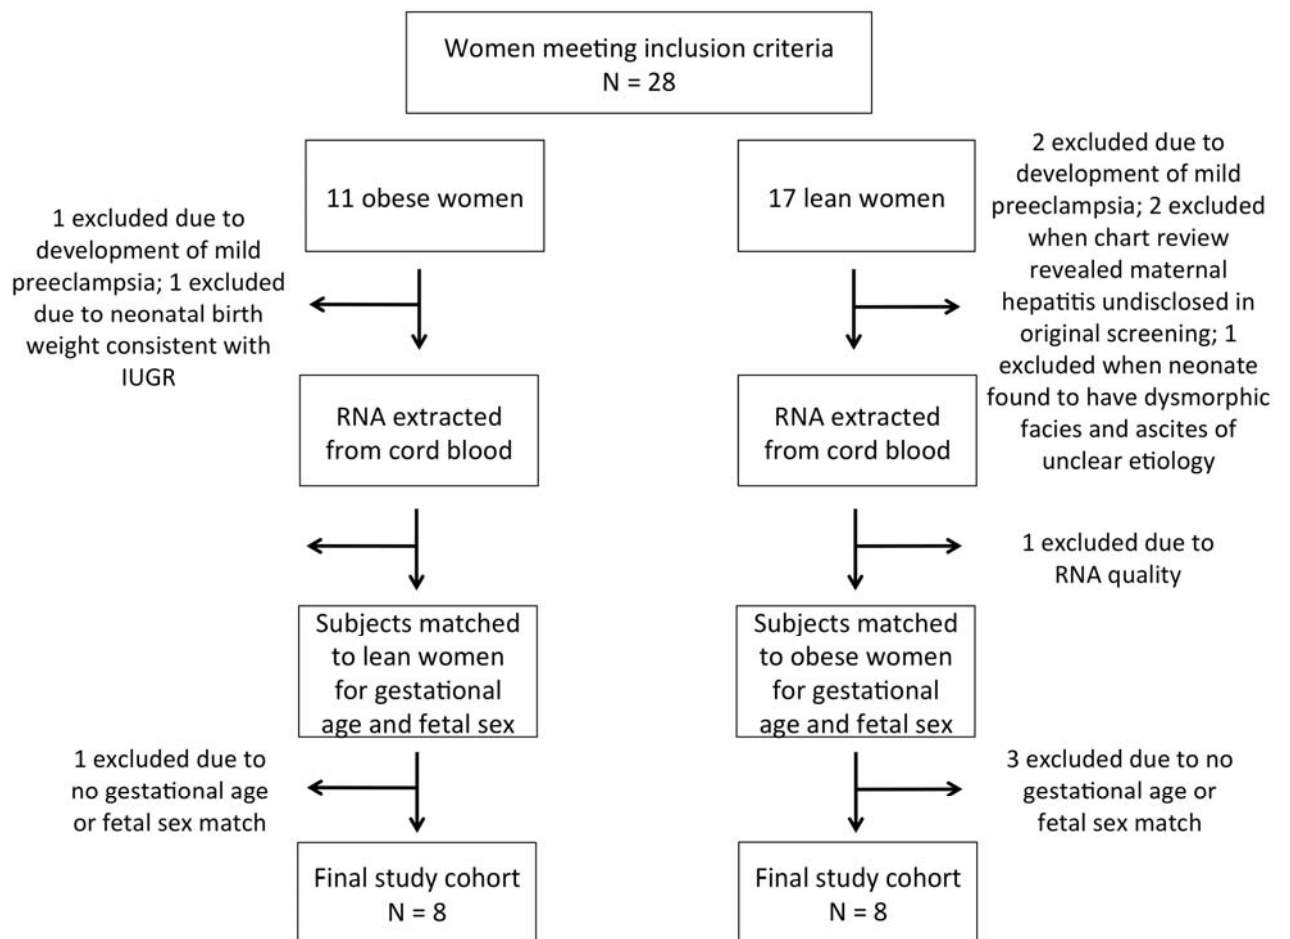 Women meeting inclusion criteria
N = 28
11 obese women
17 lean women
1 excluded due to
development of mild
preeclampsia; 1 excluded
due to neonatal birth
weight consistent with
IUGR
2 excluded due to
development of mild
preeclampsia; 2 excluded
when chart review
revealed maternal
hepatitis undisclosed in
original screening; 1
excluded when neonate
found to have dysmorphic
facies and ascites of
unclear etiology
RNA extracted
from cord blood
RNA extracted
from cord blood
1 excluded due to
RNA quality
Subjects matched
to lean women
for gestational
age and fetal sex
Subjects matched
to obese women
for gestational
age and fetal sex
1 excluded due to
no gestational age
or fetal sex match
3 excluded due to no
gestational age or
fetal sex match
Final study cohort
N = 8
Final study cohort
N = 8